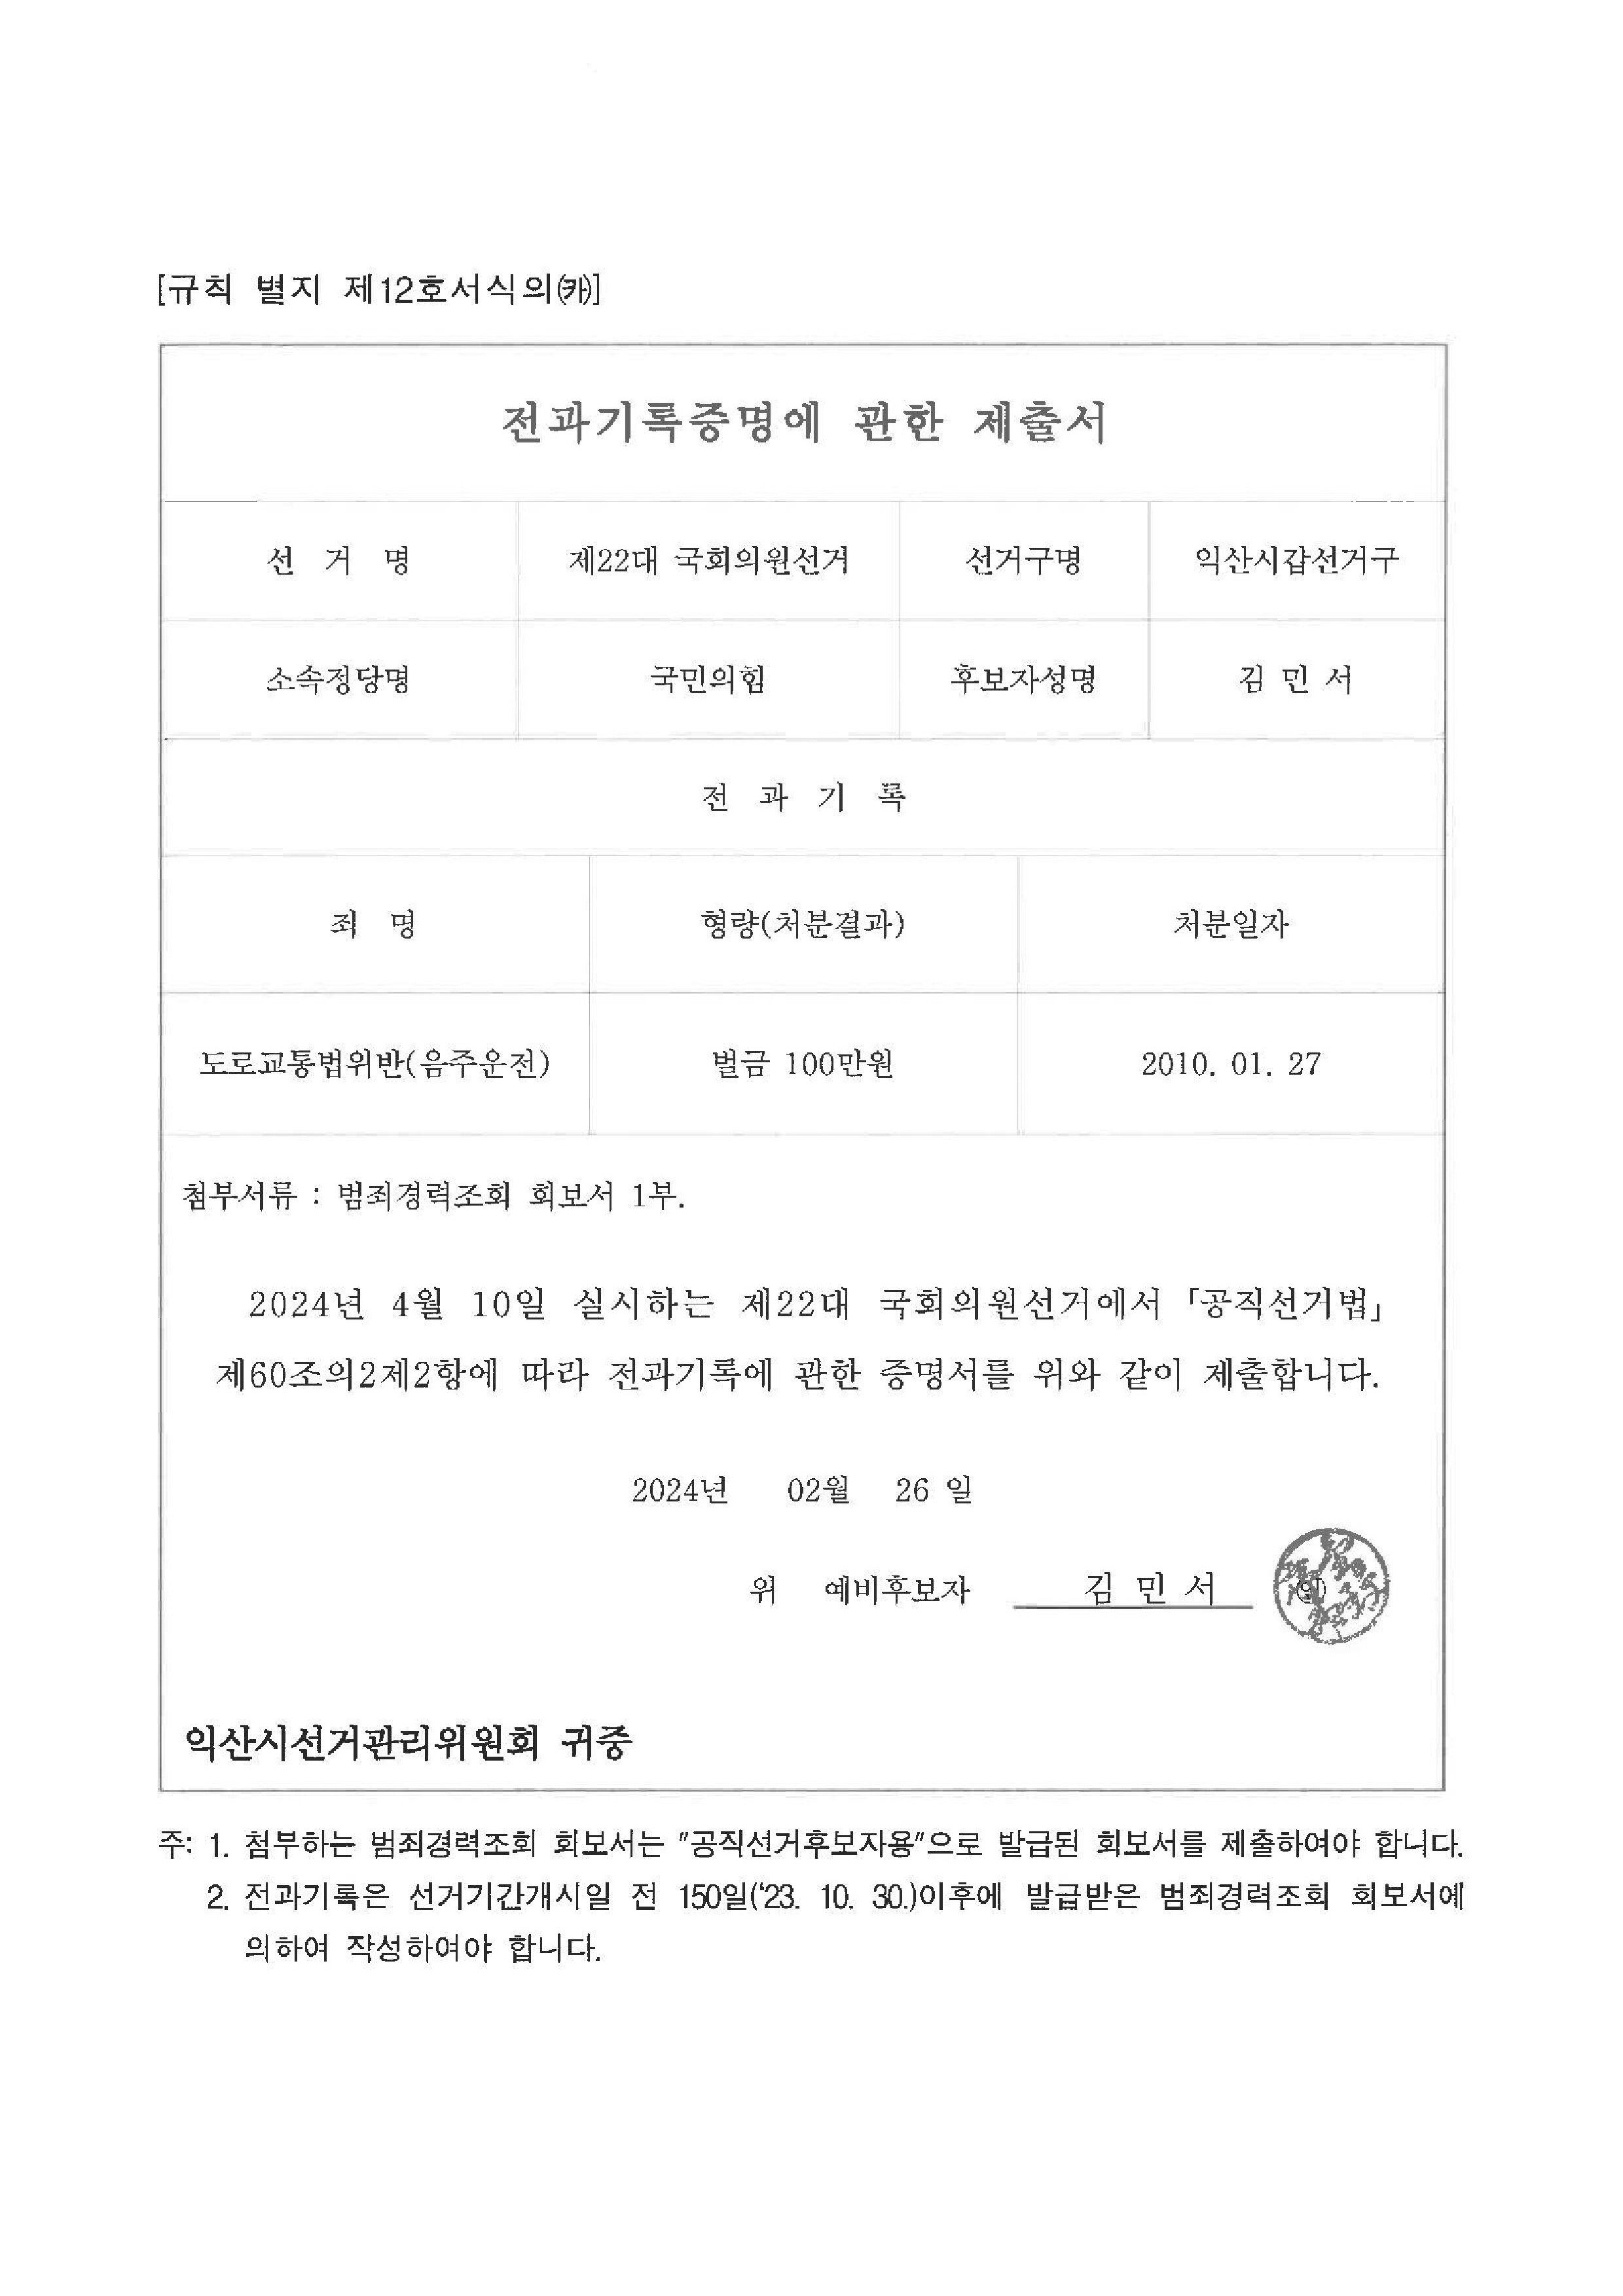 [규칙 별지 제12호서식의㈘]
전과기록증명에 관한 제출서
선 거 명 제22대 국회의원선거 선거구명 익산시갑선거구
소속정당명 국민의힘 후보자성명 김 민 서
전 과 기 록
죄 명 형량(처분결과) 처분일자
도로교통법위반(음주운전) 벌금 100만원 2010. 01. 27
첨부서류 : 범죄경력조회 회보서 1부.
2024년 4월 10일 실시하는 제22대 국회의원선거에서 「공직선거법」
제60조의2제2항에 따라 전과기록에 관한 증명서를 위와 같이 제출합니다.
2024년 02월 26 일
위 예비후보자 김 민 서 ㊞
익산시선거관리위원회 귀중
주: 1. 첨부하는 범죄경력조회 회보서는 "공직선거후보자용"으로 발급된 회보서를 제출하여야 합니다.
2. 전과기록은 선거기간개시일 전 150일('23. 10. 30.)이후에 발급받은 범죄경력조회 회보서에
의하여 작성하여야 합니다.